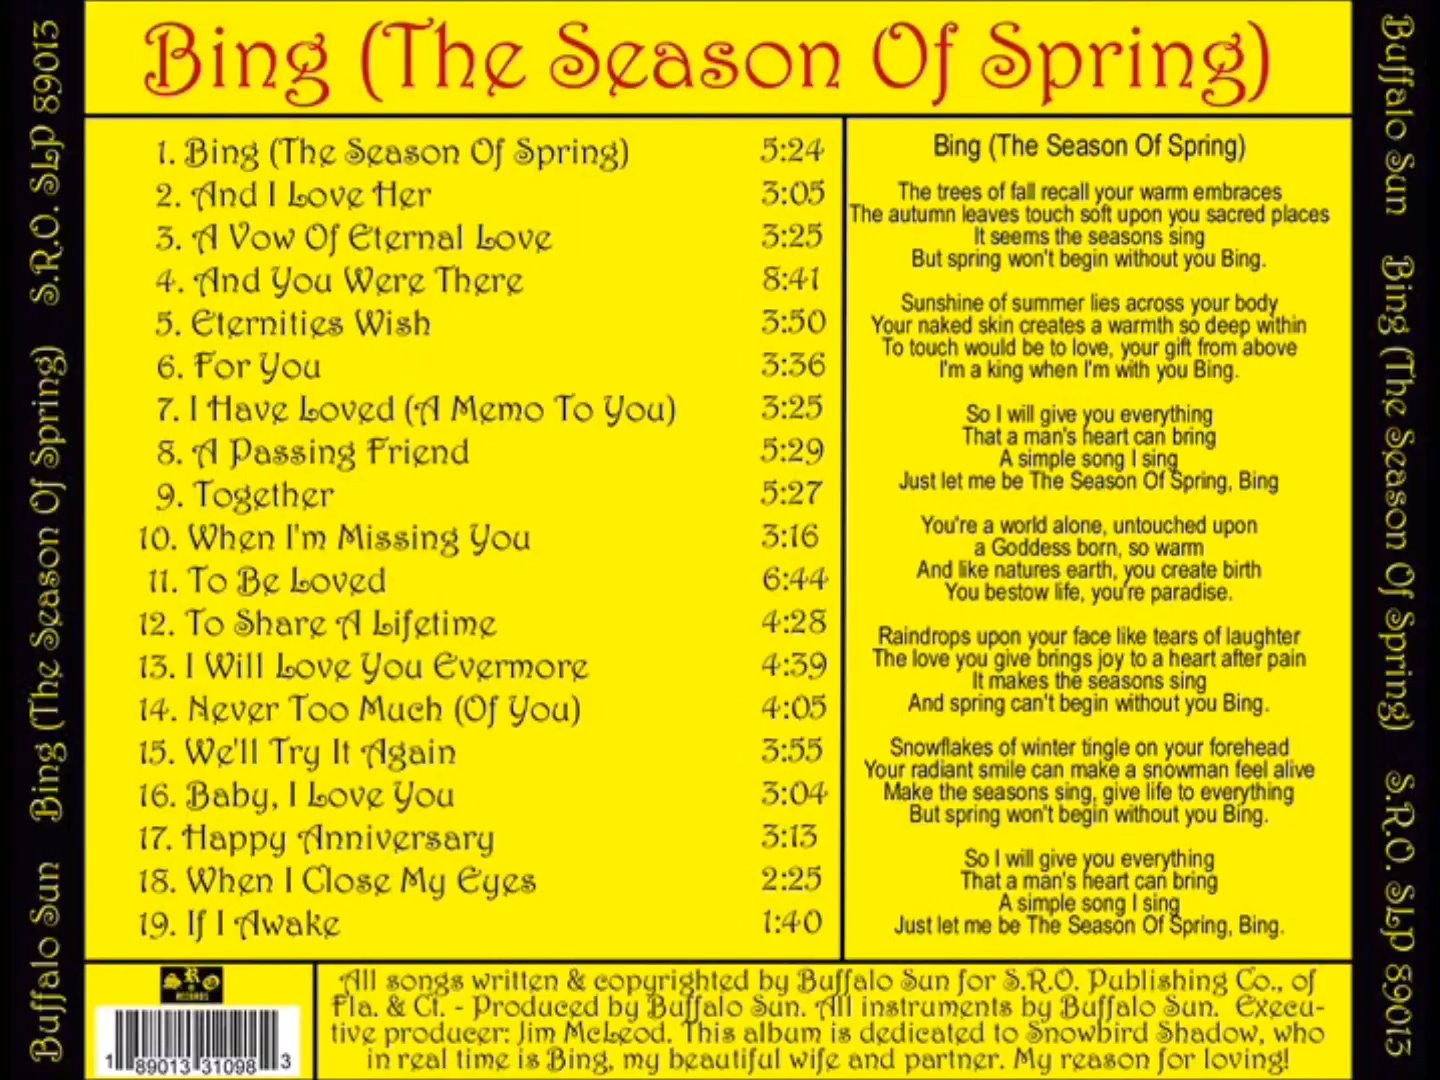 Bing (The Season Of Spring)
1. Bing (The Season Of Spring) 5:24
2. And I Love Her 3:05
3. A Vow Of Eternal Love 3:25
4. And You Were There 8:41
5. Eternities Wish 3:50
6. For You 3:36
7. I Have Loved (A Memo To You) 3:25
8. A Passing Friend 5:29
9. Together 5:27
10. When I'm Missing You 3:16
11. To Be Loved 6:44
12. To Share A Lifetime 4:28
13. I Will Love You Evermore 4:39
14. Never Too Much (Of You) 4:05
15. We'll Try It Again 3:55
16. Baby, I Love You 3:04
17. Happy Anniversary 3:13
18. When I Close My Eyes 2:25
19. If I Awake 1:40
Bing (The Season Of Spring)
The trees of fall recall your warm embraces
The autumn leaves touch soft upon you sacred places
It seems the seasons sing
But spring won't begin without you Bing.
Sunshine of summer lies across your body
Your naked skin creates a warmth so deep within
To touch would be to love, your gift from above
I'm a king when I'm with you Bing.
So I will give you everything
That a man's heart can bring
A simple song I sing
Just let me be The Season Of Spring, Bing
You're a world alone, untouched upon
a Goddess born, so warm
And like natures earth, you create birth
You bestow life, you're paradise.
Raindrops upon your face like tears of laughter
The love you give brings joy to a heart after pain
It makes the seasons sing
And spring can't begin without you Bing.
Snowflakes of winter tingle on your forehead
Your radiant smile can make a snowman feel alive
Make the seasons sing, give life to everything
But spring won't begin without you Bing.
So I will give you everything
That a man's heart can bring
A simple song I sing
Just let me be The Season Of Spring, Bing.
SRO
RECORDS
1 89013 31098 3
All songs written & copyrighted by Buffalo Sun for S.R.O. Publishing Co., of
Fla. & Ct. - Produced by Buffalo Sun. All instruments by Buffalo Sun. Execu-
tive producer: Jim McLeod. This album is dedicated to Snowbird Shadow, who
in real time is Bing, my beautiful wife and partner. My reason for loving!
Buffalo Sun Bing (The Season Of Spring) S.R.O. SLP 89013
Buffalo Sun Bing (The Season Of Spring) S.R.O. SLP 89013